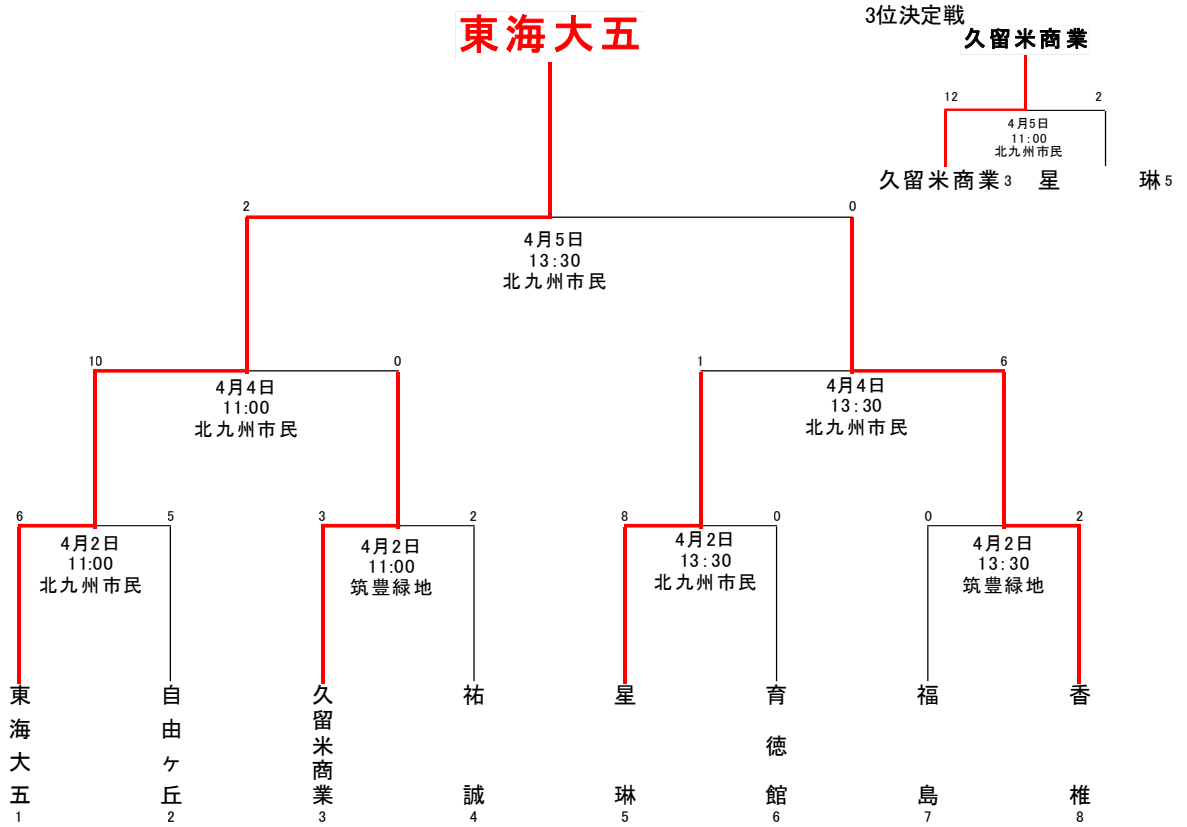 東海大五
3位決定戦
久留米商業
12
2
4月5日
11:00
北九州市民
久留米商業3
星琳5
2
0
4月5日
13:30
北九州市民
10
0
4月4日
11:00
北九州市民
1
6
4月4日
13:30
北九州市民
6
5
4月2日
11:00
北九州市民
3
2
4月2日
11:00
筑豊緑地
8
0
4月2日
13:30
北九州市民
0
2
4月2日
13:30
筑豊緑地
東海大五
1
自由ヶ丘
2
久留米商業
3
祐誠
4
星琳
5
育徳館
6
福島
7
香椎
8